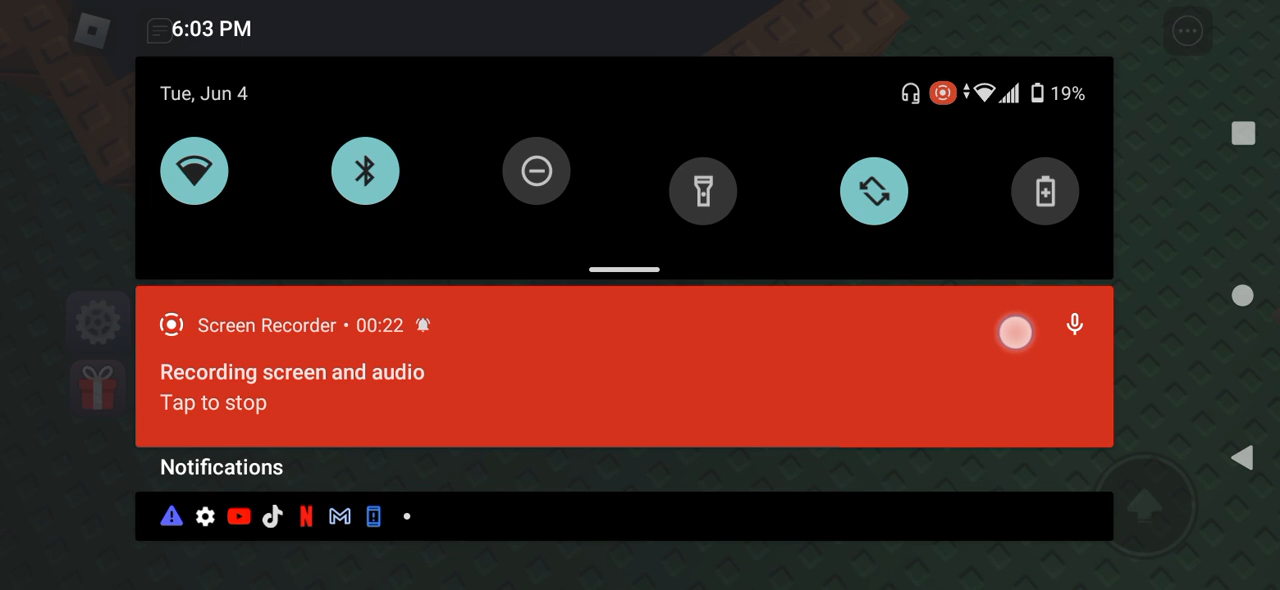 6:03 PM
Tue, Jun 4
19%
Screen Recorder • 00:22
Recording screen and audio
Tap to stop
Notifications